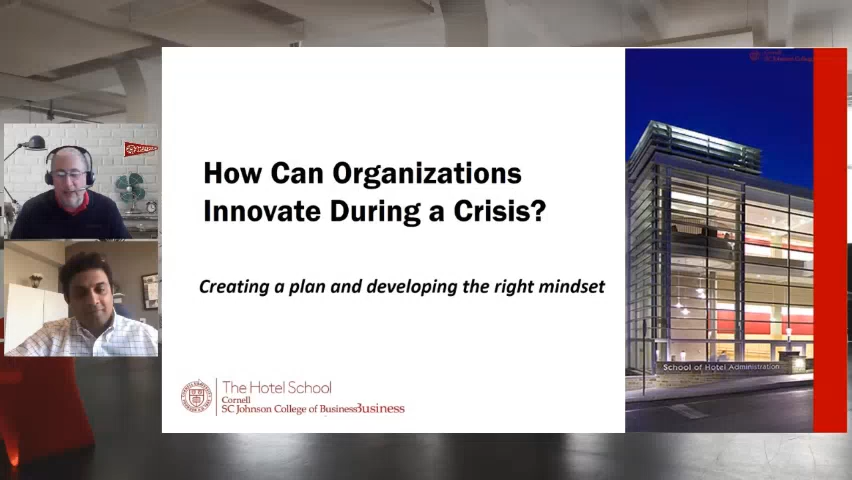 How Can Organizations
Innovate During a Crisis?
Creating a plan and developing the right mindset
The Hotel School
Cornell
SC Johnson College of BusinessBusiness
School of Hotel Administration